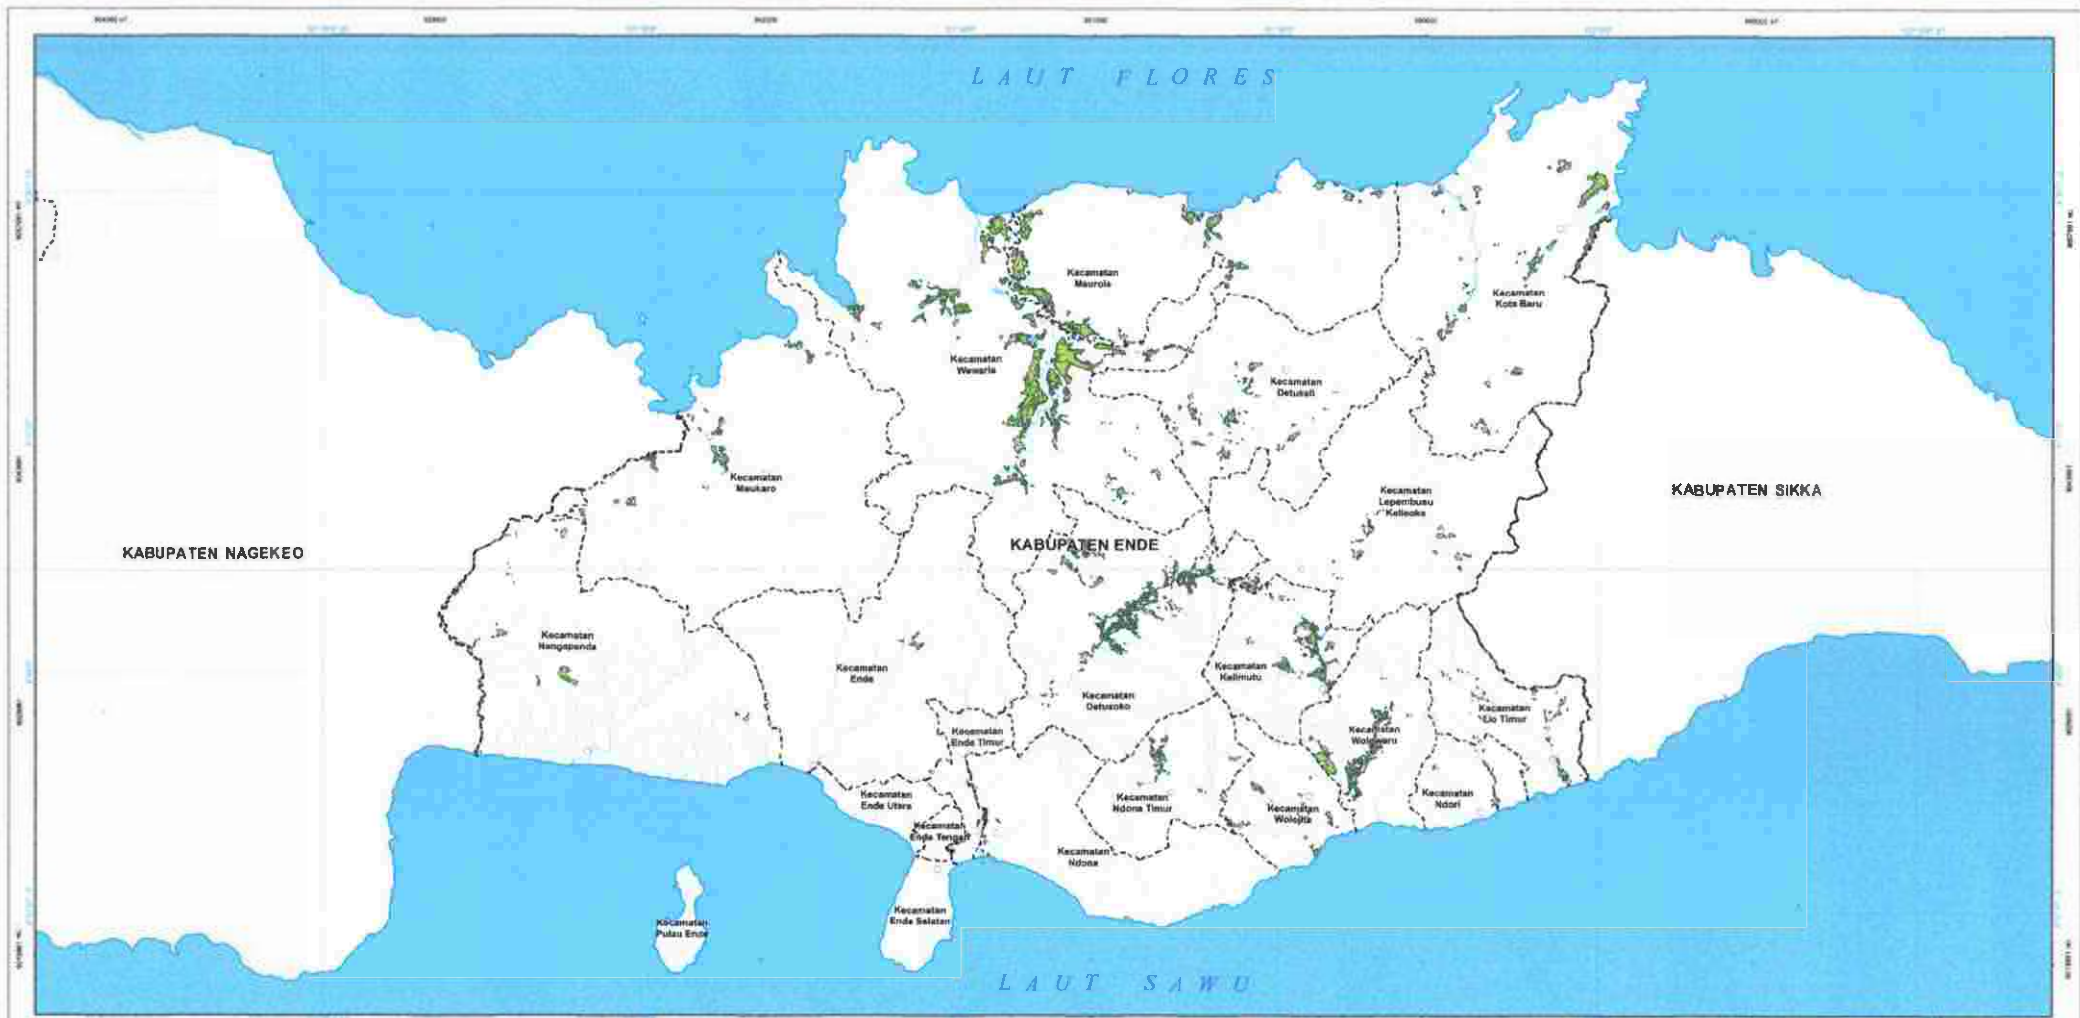 LAUT FLORES
Kecamatan
Maurole
Kecamatan
Kota Baru
Kecamatan
Wewaria
Kecamatan
Detukeli
Kecamatan
Maukaro
Kecamatan
Lepembusu
Kelisoke
KABUPATEN SIKKA
KABUPATEN NAGEKEO
KABUPATEN ENDE
Kecamatan
Nangapanda
Kecamatan
Ende
Kecamatan
Kelimutu
Kecamatan
Detusoko
Kecamatan
Lio Timur
Kecamatan
Ende Timur
Kecamatan
Wolowaru
Kecamatan
Ende Utara
Kecamatan
Ndona Timur
Kecamatan
Wolojita
Kecamatan
Ndori
Kecamatan
Ende Tengah
Kecamatan
Ndona
Kecamatan
Ende Selatan
Kecamatan
Pulau Ende
LAUT SAWU